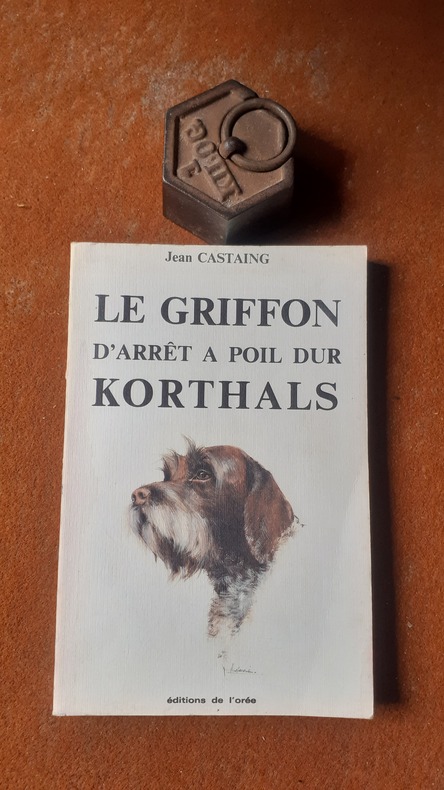 Jean CASTAING
LE GRIFFON
D'ARRÊT A POIL DUR
KORTHALS
éditions de l'orée